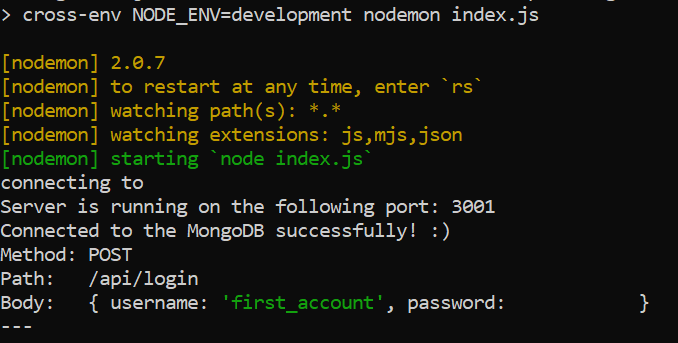 > cross-env NODE_ENV=development nodemon index.js
[nodemon] 2.0.7
[nodemon] to restart at any time, enter `rs`
[nodemon] watching path(s): *.*
[nodemon] watching extensions: js,mjs,json
[nodemon] starting `node index.js`
connecting to
Server is running on the following port: 3001
Connected to the MongoDB successfully! :)
Method: POST
Path:   /api/login
Body:   { username: 'first_account', password:             }
---